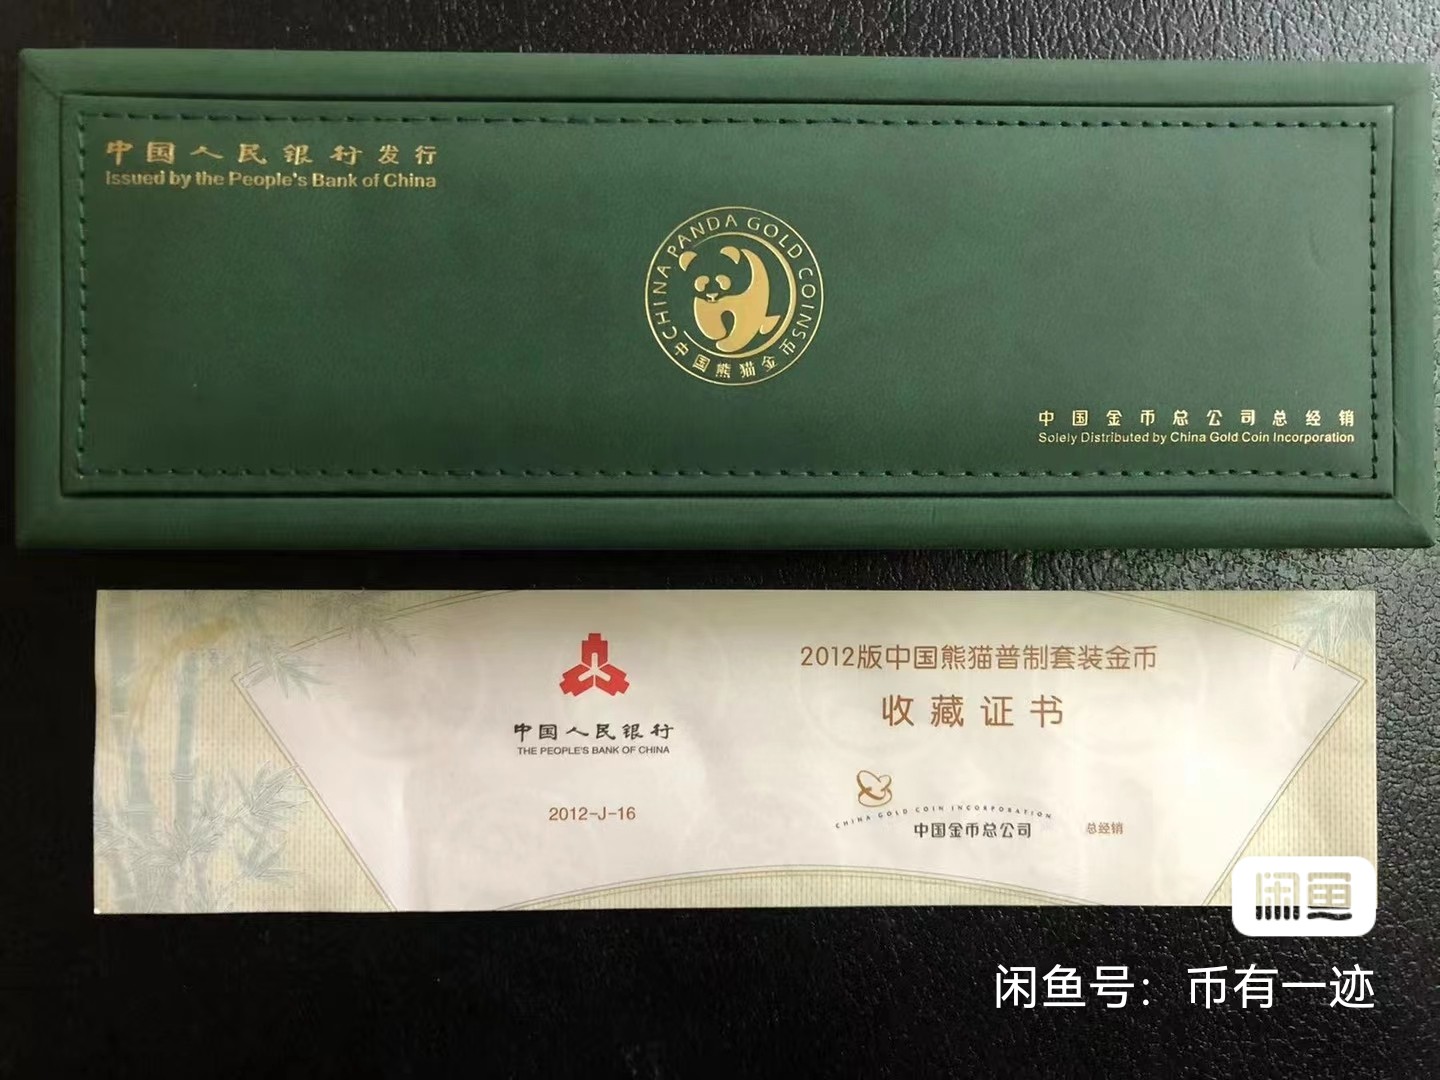 中国人民银行发行
Issued by the People's Bank of China
CHINA PANDA GOLD COINS
中国熊猫金币
中国金币总公司总经销
Solely Distributed by China Gold Coin Incorporation
中国人民银行
THE PEOPLE'S BANK OF CHINA
2012-J-16
2012版中国熊猫普制套装金币
收藏证书
CHINA GOLD COIN INCORPORATION
中国金币总公司 总经销
闲鱼
闲鱼号：币有一迹